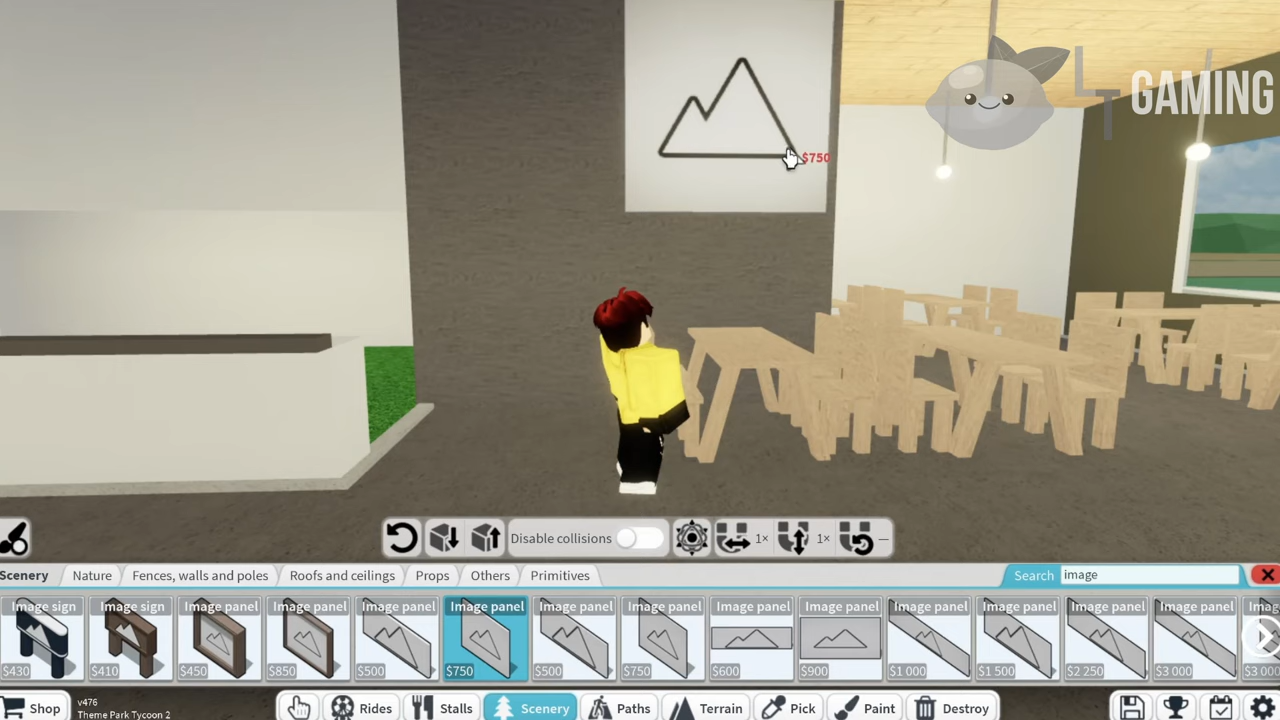 LT GAMING
$750
Disable collisions
1×
1×
—
Scenery
Nature
Fences, walls and poles
Roofs and ceilings
Props
Others
Primitives
Search
image
Image sign
$430
Image sign
$410
Image panel
$450
Image panel
$850
Image panel
$500
Image panel
$750
Image panel
$500
Image panel
$750
Image panel
$600
Image panel
$900
Image panel
$1 000
Image panel
$1 500
Image panel
$2 250
Image panel
$3 000
Imag
$3 000
Shop
v476
Theme Park Tycoon 2
Rides
Stalls
Scenery
Paths
Terrain
Pick
Paint
Destroy